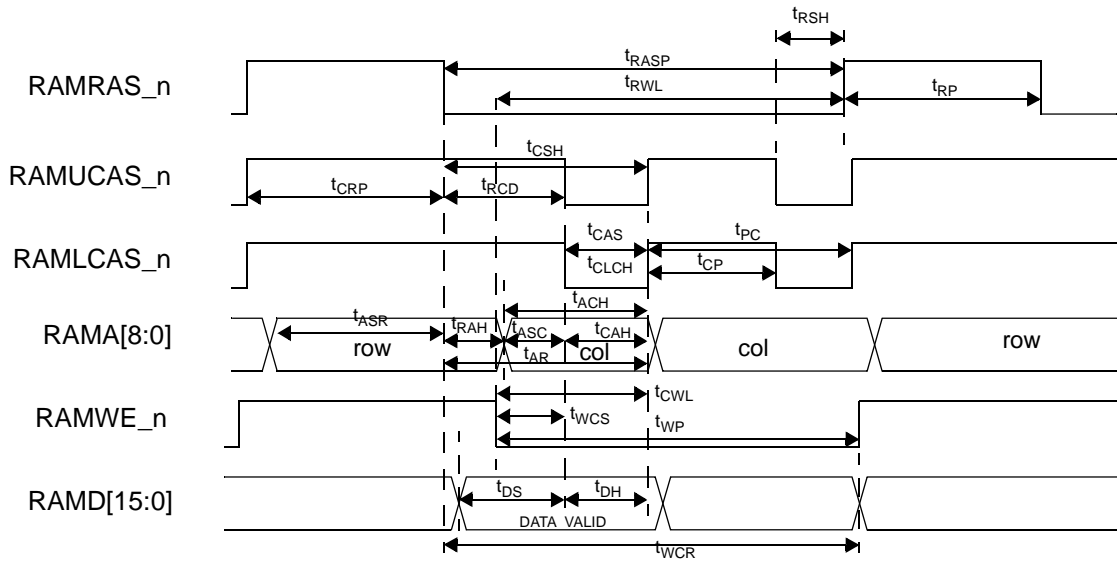 tRSH
tRASP
RAMRAS_n
tRWL
tRP
tCSH
RAMUCAS_n
tCRP
tRCD
tCAS
tPC
RAMLCAS_n
tCLCH
tCP
tACH
RAMA[8:0]
tASR
tRAH
tASC
tCAH
row
col
col
row
tAR
tCWL
RAMWE_n
tWCS
tWP
RAMD[15:0]
tDS
tDH
DATA VALID
tWCR